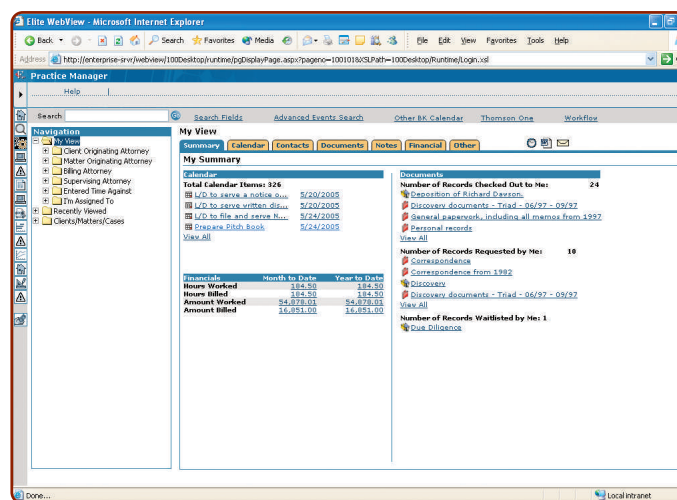 Elite WebView - Microsoft Internet Explorer
Back Search Favorites Media File Edit View Favorites Tools Help
Address http://enterprise-srvr/webview/100Desktop/runtime/pgDisplayPage.aspx?pageno=100101&XSLPath=100Desktop/Runtime/Login.xsl
Practice Manager
Help
Search Go Search Fields Advanced Events Search Other BK Calendar Thomson One Workflow
Navigation
My View
Client Originating Attorney
Matter Originating Attorney
Billing Attorney
Supervising Attorney
Entered Time Against
I'm Assigned To
Recently Viewed
Clients/Matters/Cases
My View
Summary Calendar Contacts Documents Notes Financial Other
My Summary
Calendar
Total Calendar Items: 326
L/D to serve a notice o... 5/20/2005
L/D to serve written dis... 5/20/2005
L/D to file and serve N... 5/24/2005
Prepare Pitch Book 5/24/2005
View All
Financials Month to Date Year to Date
Hours Worked 184.50 184.50
Hours Billed 184.50 184.50
Amount Worked 54,878.01 54,878.01
Amount Billed 16,851.00 16,851.00
Documents
Number of Records Checked Out to Me: 24
Deposition of Richard Dawson.
Discovery documents - Triad - 06/97 - 09/97
General paperwork, including all memos from 1997
Personal records
View All
Number of Records Requested by Me: 10
Correspondence
Correspondence from 1982
Discovery
Discovery documents - Triad - 06/97 - 09/97
View All
Number of Records Waitlisted by Me: 1
Due Diligence
Done... Local intranet